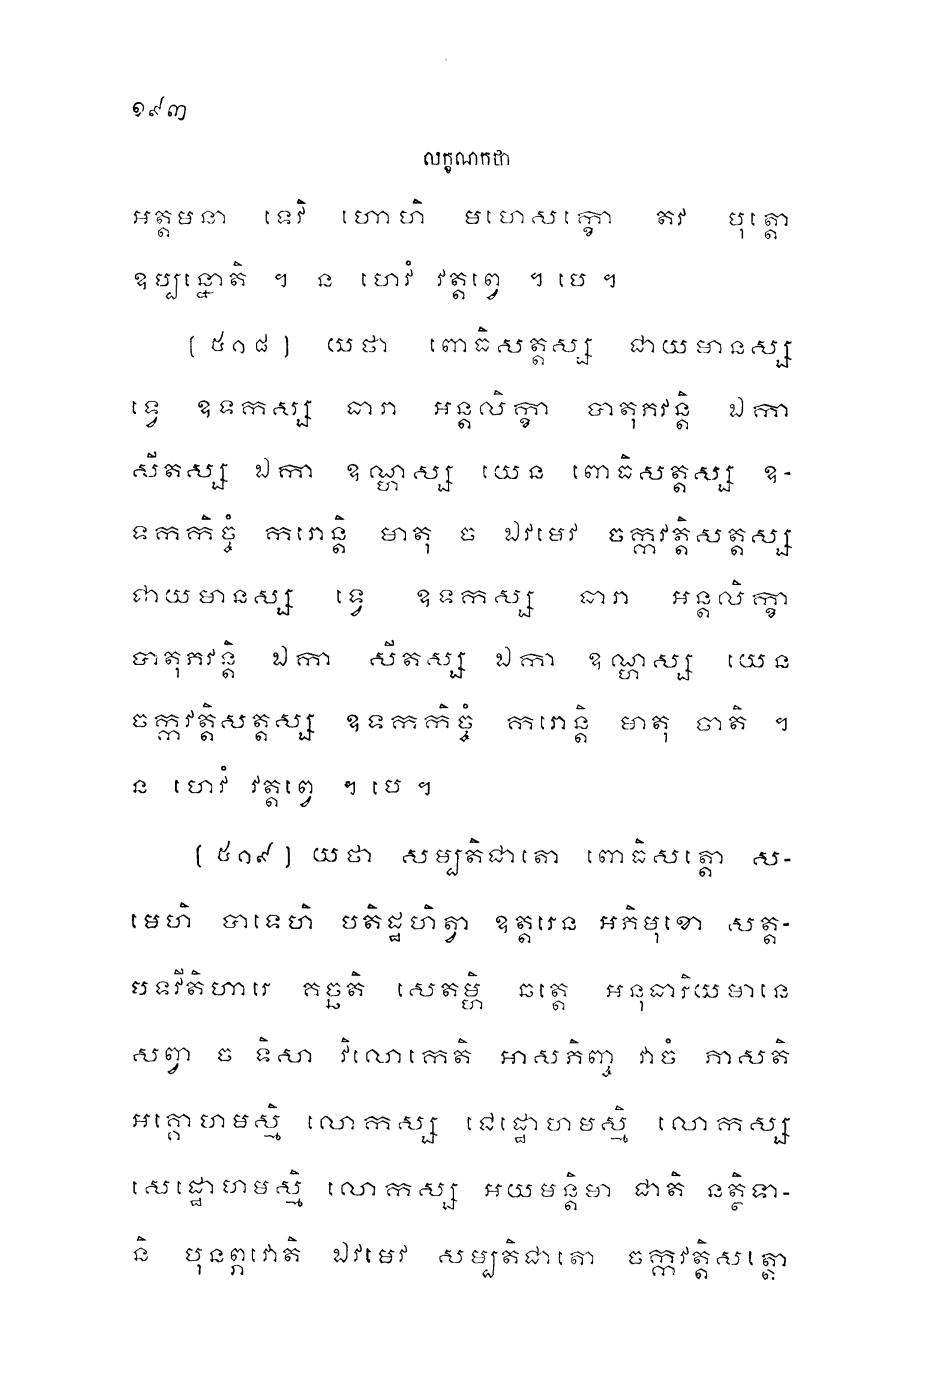 ១៩៣
លក្ខណកថា
អត្តមនា ទេវិ ហោហិ មហេសក្ខោ តវ បុត្តោ
ឧប្បន្នោតិ ។ ន ហេវំ វត្តព្វេ ។ បេ ។
[ ៥១៨ ] យថា ពោធិសត្តស្ស ជាយមានស្ស
ទ្វេ ឧទកស្ស ធារា អន្តលិក្ខា បាតុភវន្តិ ឯកា
សីតស្ស ឯកា ឧណ្ហស្ស យេន ពោធិសត្តស្ស ឧ-
ទកកិច្ចំ ករោន្តិ មាតុ ច ឯវមេវ ចក្កវត្តិសត្តស្ស
ជាយមានស្ស ទ្វេ ឧទកស្ស ធារា អន្តលិក្ខា
បាតុភវន្តិ ឯកា សីតស្ស ឯកា ឧណ្ហស្ស យេន
ចក្កវត្តិសត្តស្ស ឧទកកិច្ចំ ករោន្តិ មាតុ ចាតិ ។
ន ហេវំ វត្តព្វេ ។ បេ ។
[ ៥១៩ ] យថា សម្បតិជាតោ ពោធិសត្តោ ស-
មេហិ បាទេហិ បតិដ្ឋហិត្វា ឧត្តរេន អភិមុខោ សត្ត-
បទវីតិហារេ គច្ឆតិ សេតម្ហិ ឆត្តេ អនុធារិយមានេ
សព្វា ច ទិសា វិលោកេតិ អាសភិញ្ច វាចំ ភាសតិ
អគ្គោហមស្មិ លោកស្ស ជេដ្ឋោហមស្មិ លោកស្ស
សេដ្ឋោហមស្មិ លោកស្ស អយមន្តិមា ជាតិ នត្ថិទា-
និ បុនព្ភវោតិ ឯវមេវ សម្បតិជាតោ ចក្កវត្តិសត្តោ